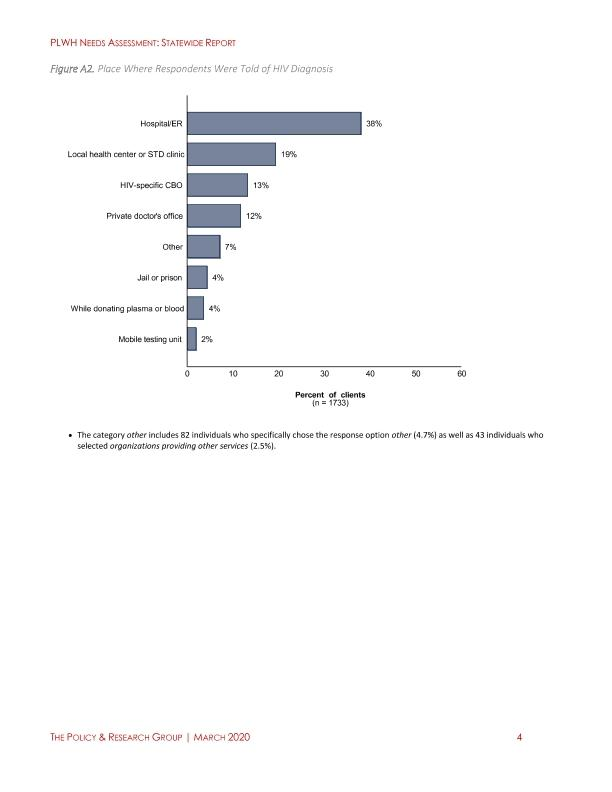 PLWH NEEDS ASSESSMENT: STATEWIDE REPORT
Figure A2. Place Where Respondents Were Told of HIV Diagnosis
Hospital/ER 38%
Local health center or STD clinic 19%
HIV-specific CBO 13%
Private doctor's office 12%
Other 7%
Jail or prison 4%
While donating plasma or blood 4%
Mobile testing unit 2%
0 10 20 30 40 50 60
Percent of clients
(n = 1733)
• The category other includes 82 individuals who specifically chose the response option other (4.7%) as well as 43 individuals who
selected organizations providing other services (2.5%).
THE POLICY & RESEARCH GROUP | MARCH 2020 4